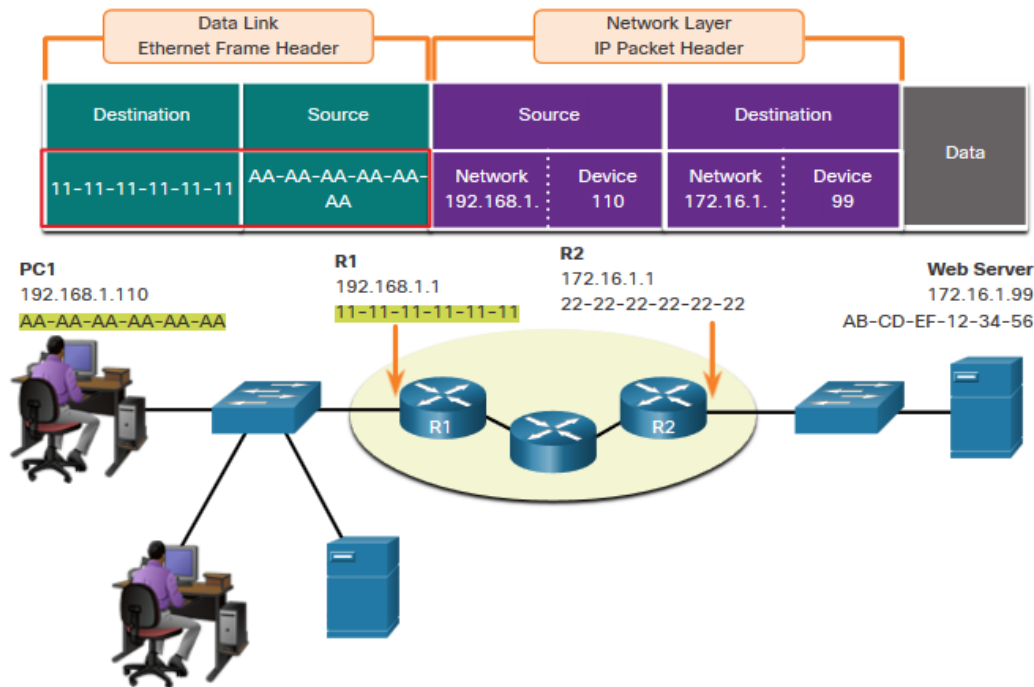 Data Link
Ethernet Frame Header
Network Layer
IP Packet Header
Destination
Source
Source
Destination
Data
11-11-11-11-11-11
AA-AA-AA-AA-AA-
AA
Network
192.168.1.
Device
110
Network
172.16.1.
Device
99
PC1
192.168.1.110
AA-AA-AA-AA-AA-AA
R1
192.168.1.1
11-11-11-11-11-11
R2
172.16.1.1
22-22-22-22-22-22
Web Server
172.16.1.99
AB-CD-EF-12-34-56
R1
R2